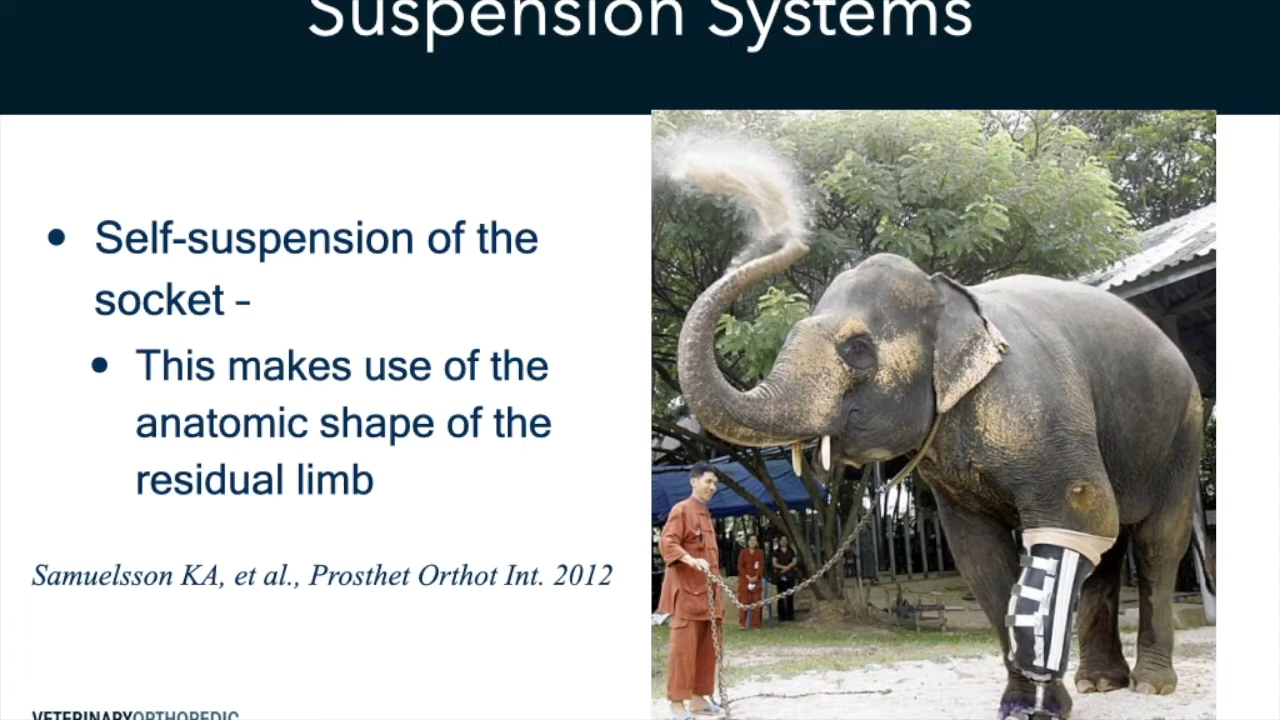 Suspension Systems
• Self-suspension of the
socket –
• This makes use of the
anatomic shape of the
residual limb
Samuelsson KA, et al., Prosthet Orthot Int. 2012
VETERINARYORTHOPEDIC